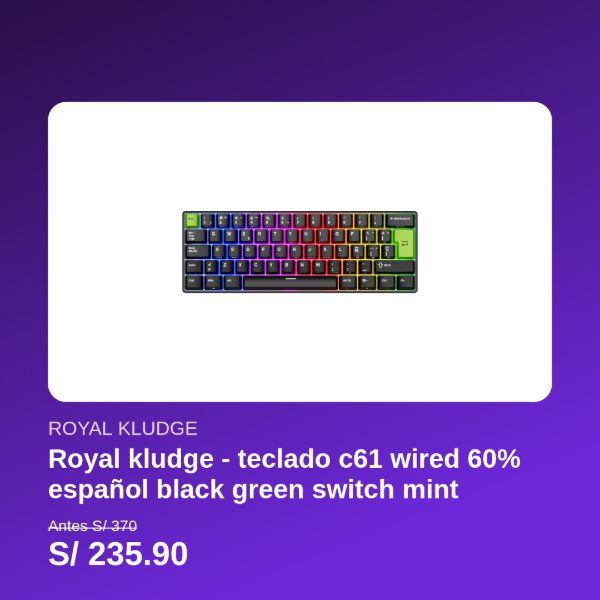 ROYAL KLUDGE
Royal kludge - teclado c61 wired 60%
español black green switch mint
Antes S/ 370
S/ 235.90